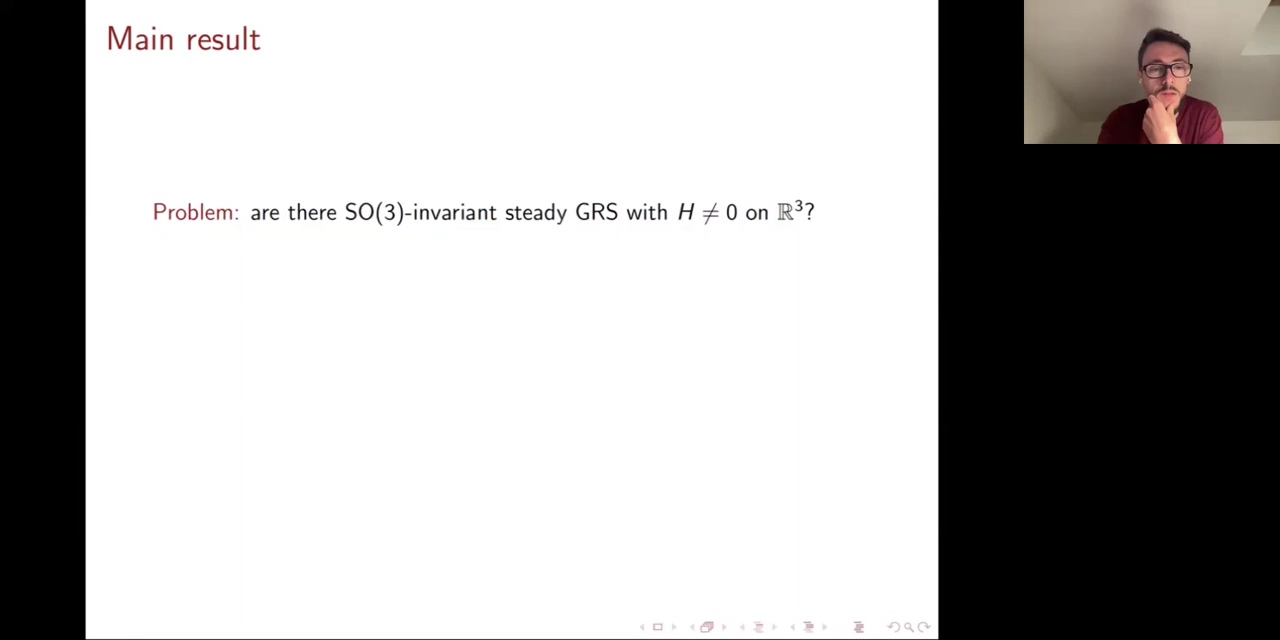 Main result
Problem: are there SO(3)-invariant steady GRS with H ≠ 0 on ℝ³?